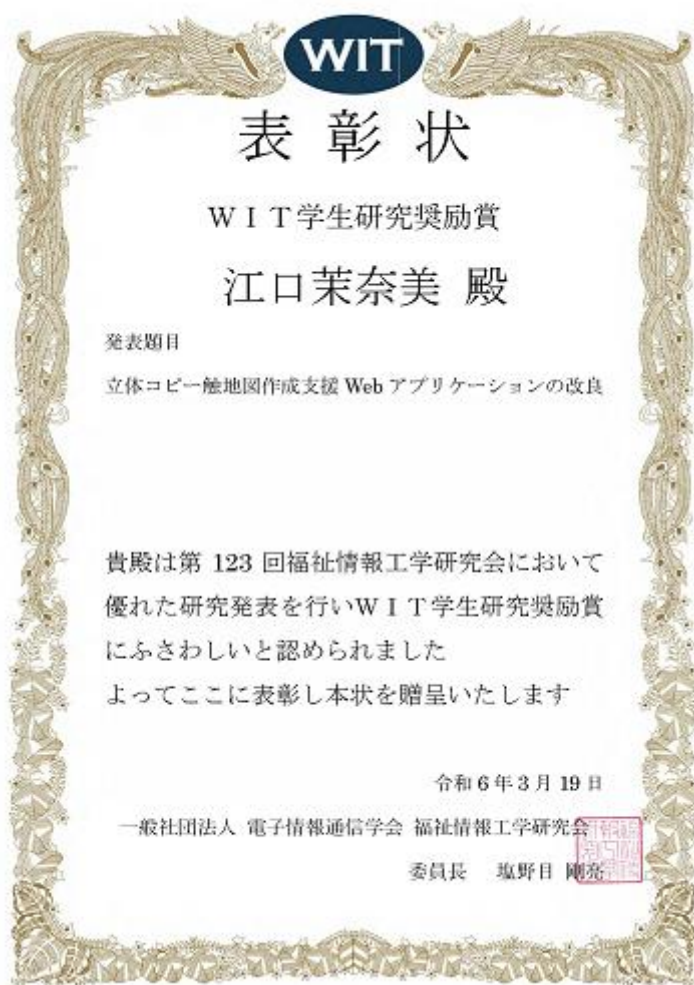 WIT
表彰状
ＷＩＴ学生研究奨励賞
江口茉奈美 殿
発表題目
立体コピー触地図作成支援 Web アプリケーションの改良
貴殿は第 123 回福祉情報工学研究会において
優れた研究発表を行いＷＩＴ学生研究奨励賞
にふさわしいと認められました
よってここに表彰し本状を贈呈いたします
令和 6 年 3 月 19 日
一般社団法人 電子情報通信学会 福祉情報工学研究会
委員長 塩野目 剛亮